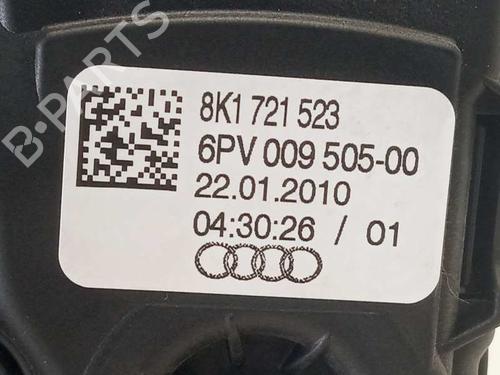 B-PARTS
8K1 721 523
6PV 009 505-00
22.01.2010
04:30:26 / 01